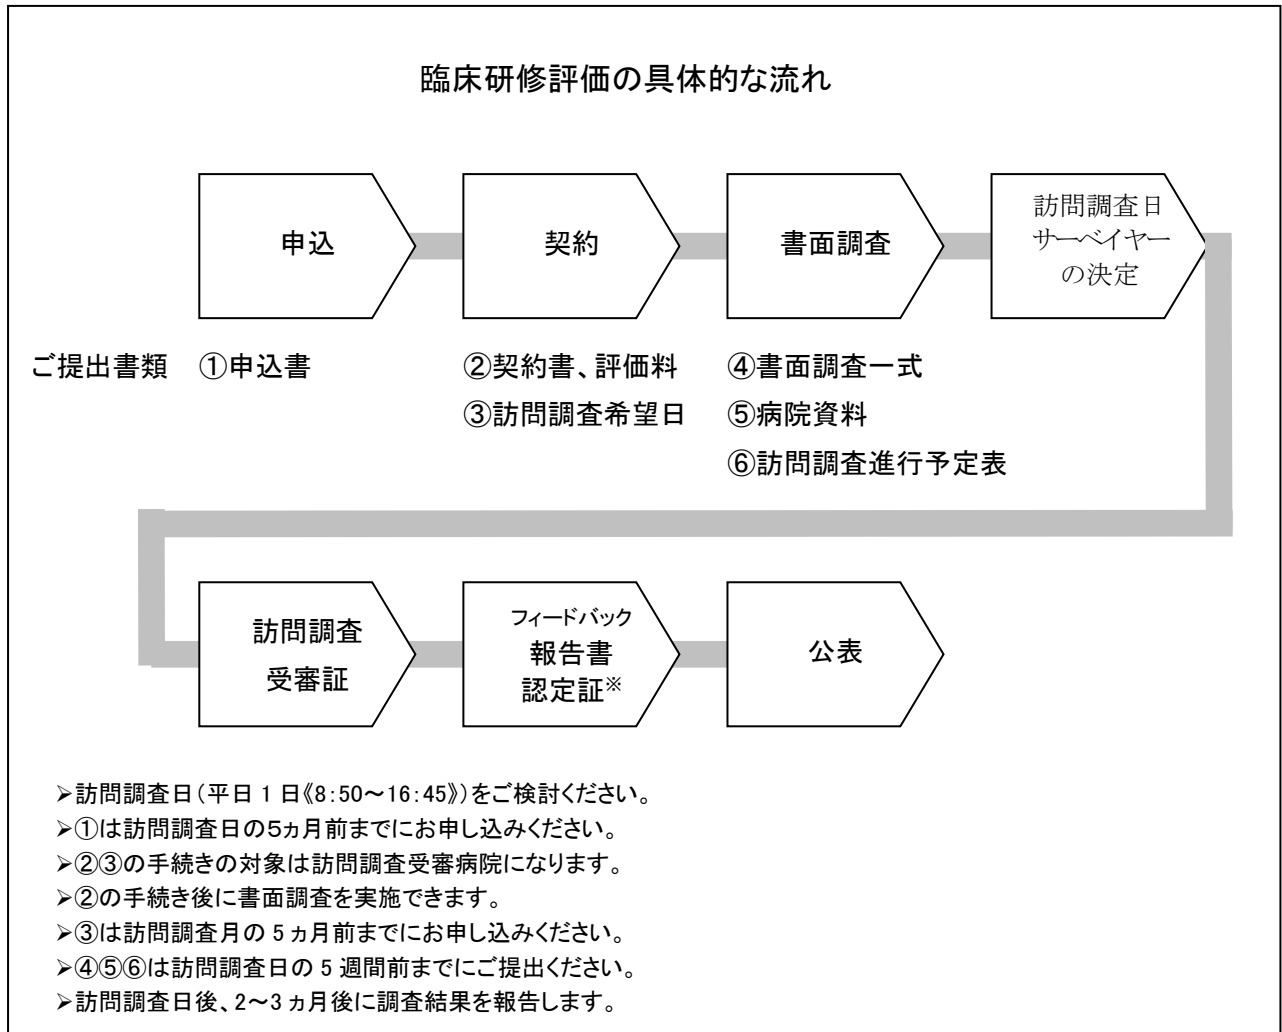 臨床研修評価の具体的な流れ
申込
契約
書面調査
訪問調査日
サーベイヤー
の決定
ご提出書類 ①申込書 ②契約書、評価料 ④書面調査一式
③訪問調査希望日 ⑤病院資料
⑥訪問調査進行予定表
訪問調査
受審証
フィードバック
報告書
認定証※
公表
➢訪問調査日(平日 1 日《8:50～16:45》)をご検討ください。
➢①は訪問調査日の5ヵ月前までにお申し込みください。
➢②③の手続きの対象は訪問調査受審病院になります。
➢②の手続き後に書面調査を実施できます。
➢③は訪問調査月の 5 ヵ月前までにお申し込みください。
➢④⑤⑥は訪問調査日の 5 週間前までにご提出ください。
➢訪問調査日後、2～3 ヵ月後に調査結果を報告します。